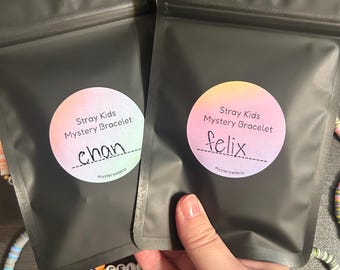 Stray Kids
Mystery Bracelet
chan
Stray Kids
Mystery Bracelet
felix